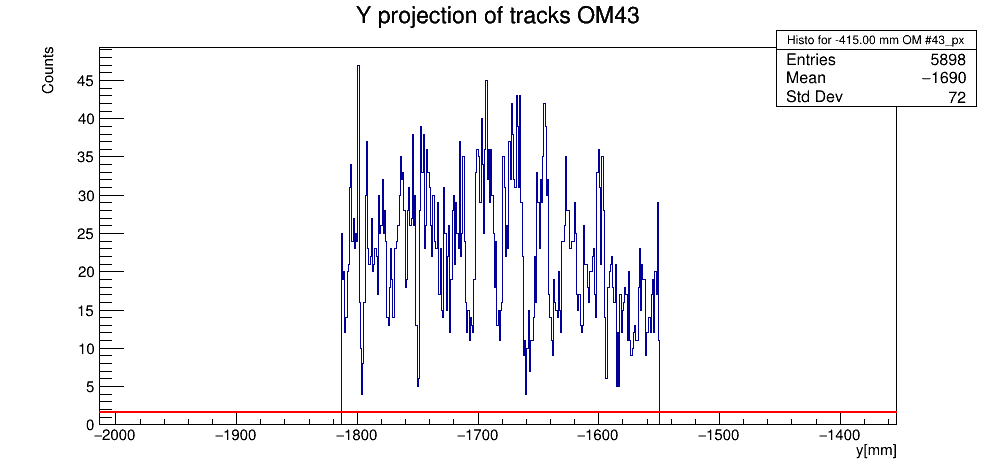 Y projection of tracks OM43
Histo for -415.00 mm OM #43_px
Entries 5898
Mean −1690
Std Dev 72
Counts
45
40
35
30
25
20
15
10
5
0
−2000 −1900 −1800 −1700 −1600 −1500 −1400
y[mm]